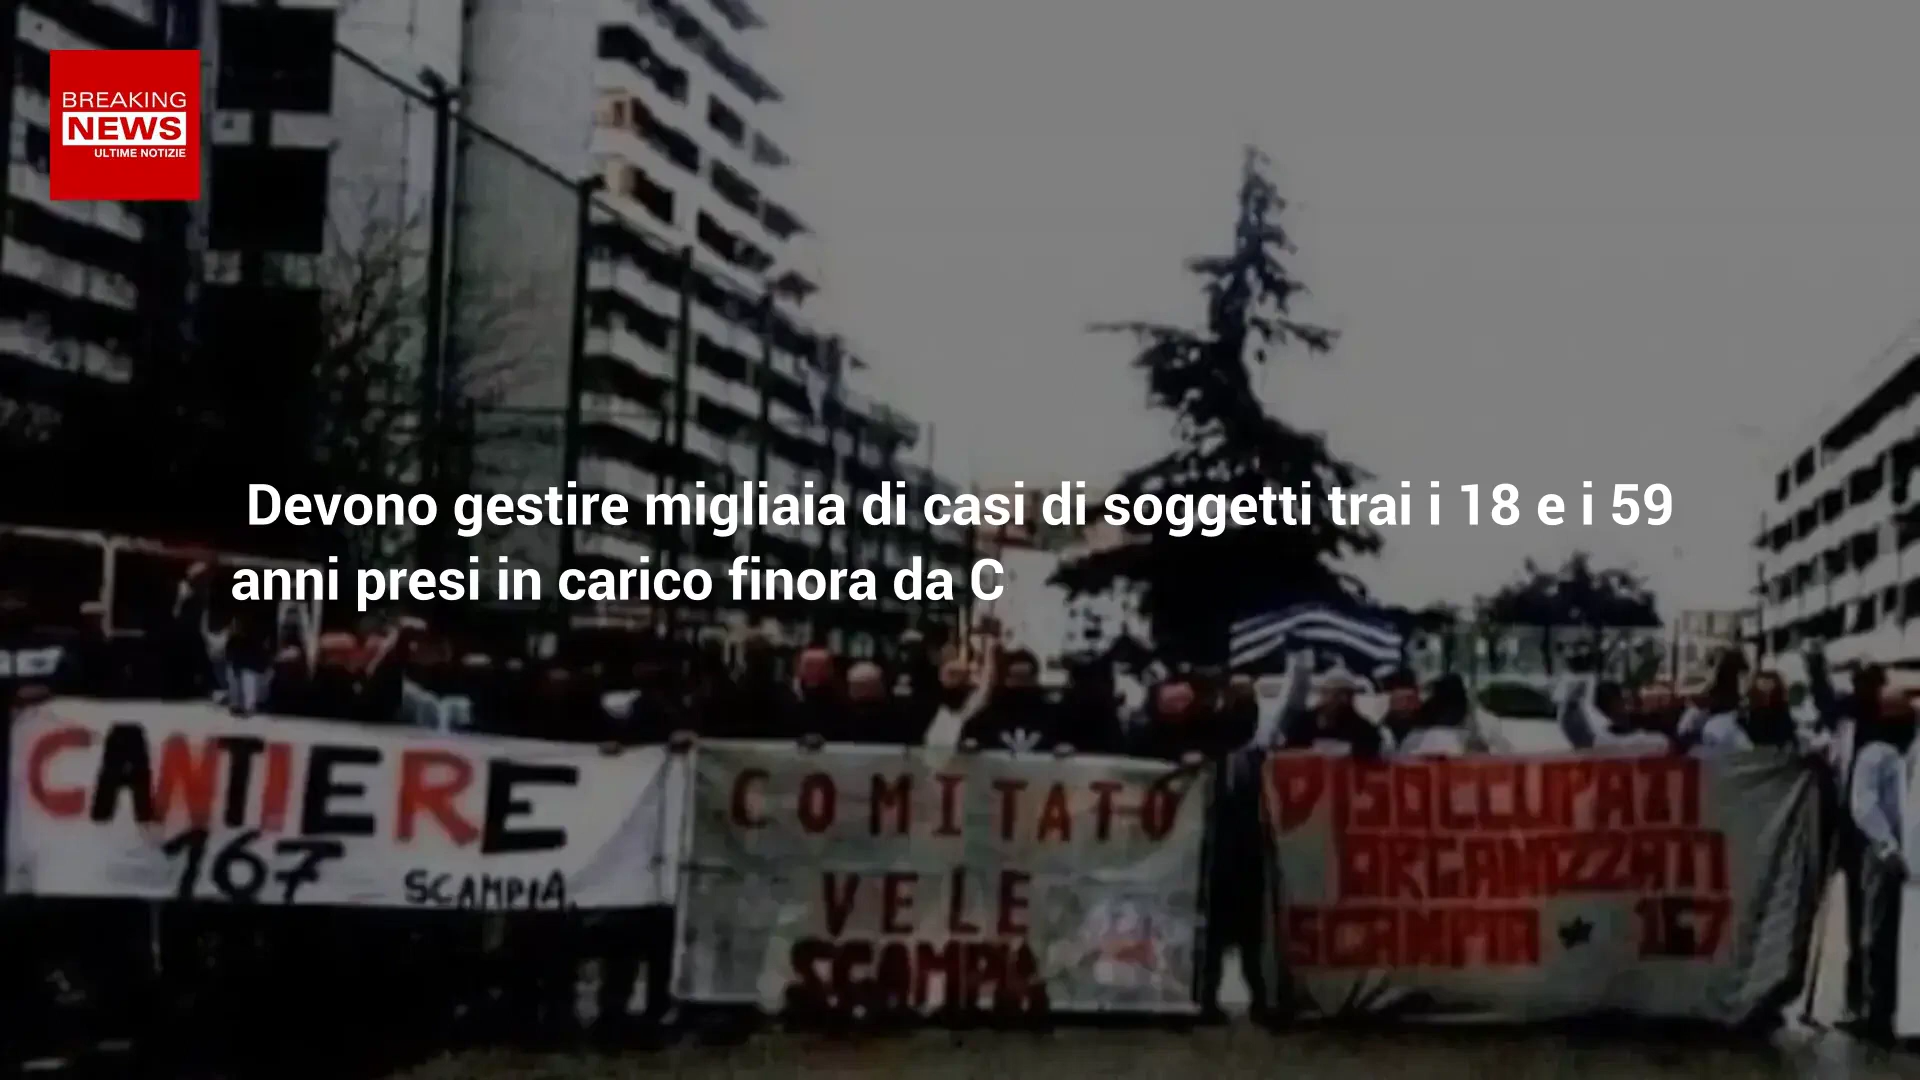 BREAKING
NEWS
ULTIME NOTIZIE
Devono gestire migliaia di casi di soggetti trai i 18 e i 59
anni presi in carico finora da C
CANTIERE
167 SCAMPIA
COMITATO
VELE
SCAMPIA
DISOCCUPATI
ORGANIZZATI
SCAMPIA ★ 167